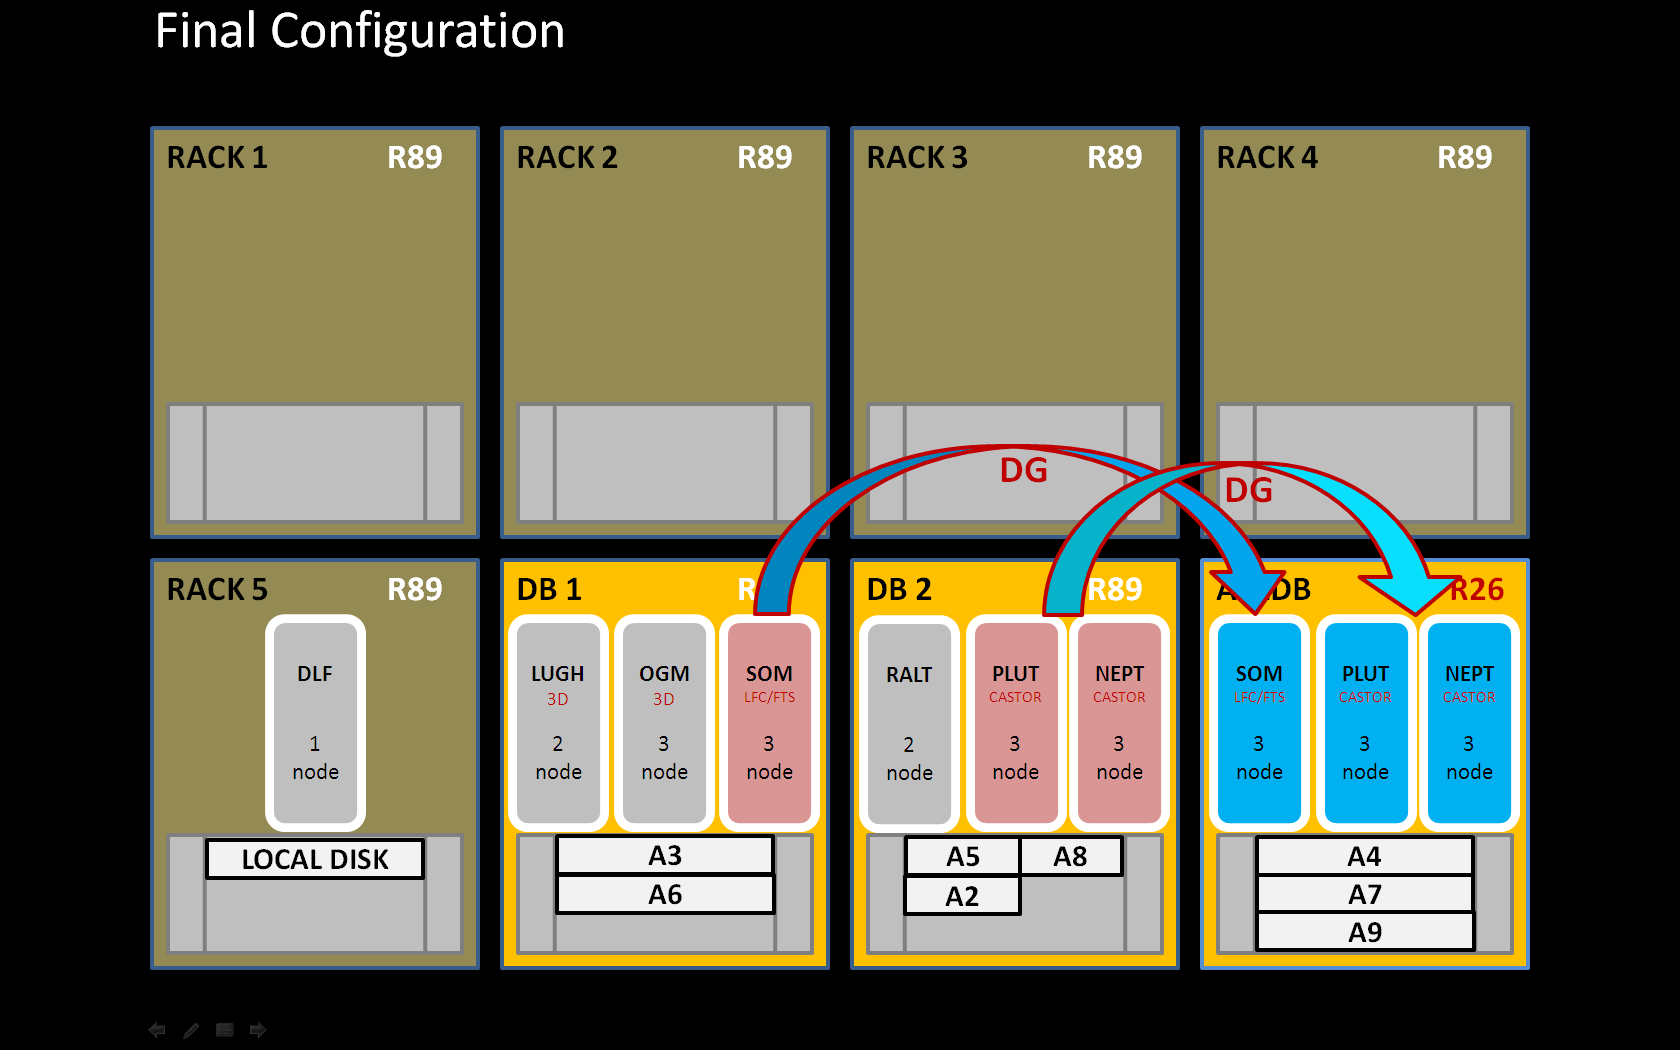 Final Configuration
RACK 1 R89
RACK 2 R89
RACK 3 R89
RACK 4 R89
DG
DG
RACK 5 R89
DB 1
DB 2 R89
R26
DLF
1
node
LUGH
3D
2
node
OGM
3D
3
node
SOM
LFC/FTS
3
node
RALT
2
node
PLUT
CASTOR
3
node
NEPT
CASTOR
3
node
SOM
LFC/FTS
3
node
PLUT
CASTOR
3
node
NEPT
CASTOR
3
node
LOCAL DISK
A3
A6
A5 A8
A2
A4
A7
A9